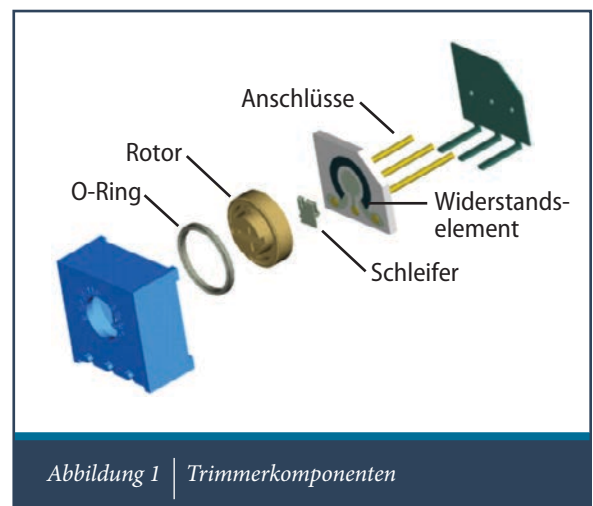 Anschlüsse
Rotor
O-Ring
Widerstands-
element
Schleifer
Abbildung 1 | Trimmerkomponenten